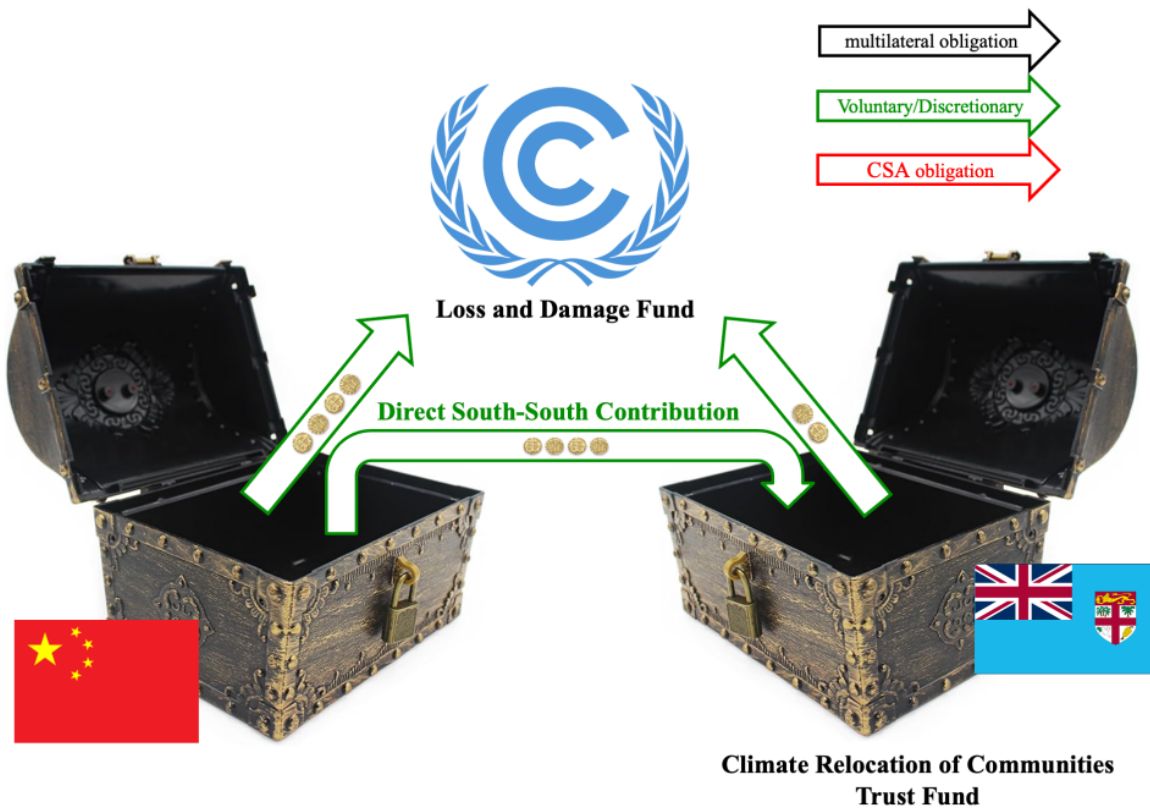 multilateral obligation
Voluntary/Discretionary
CSA obligation
Loss and Damage Fund
Direct South-South Contribution
Climate Relocation of Communities
Trust Fund